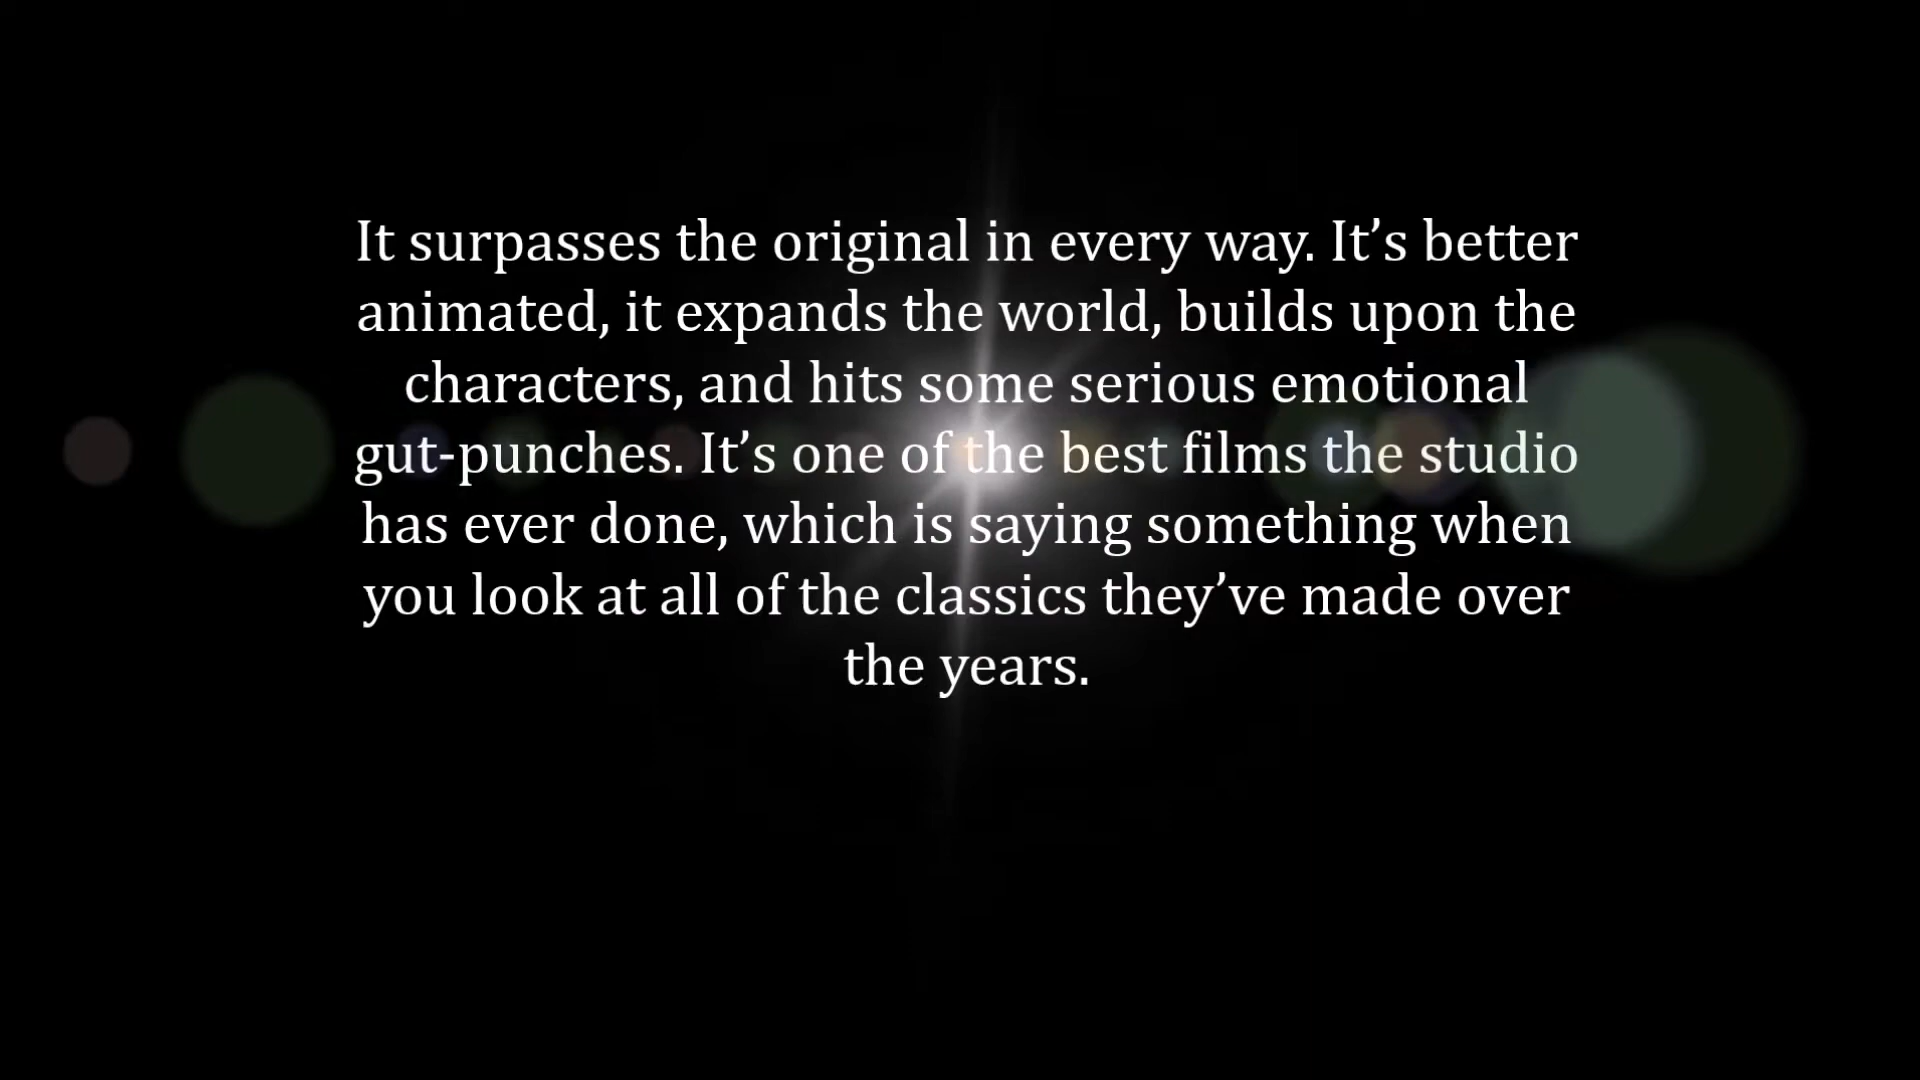 It surpasses the original in every way. It’s better
animated, it expands the world, builds upon the
characters, and hits some serious emotional
gut-punches. It’s one of the best films the studio
has ever done, which is saying something when
you look at all of the classics they’ve made over
the years.